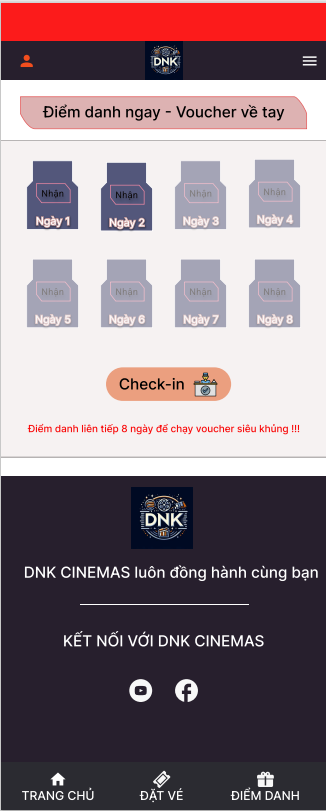 DNK
Điểm danh ngay - Voucher về tay
Nhận Nhận Nhận Nhận
Ngày 1 Ngày 2 Ngày 3 Ngày 4
Nhận Nhận Nhận Nhận
Ngày 5 Ngày 6 Ngày 7 Ngày 8
Check-in
Điểm danh liên tiếp 8 ngày để chạy voucher siêu khủng !!!
DNK
DNK CINEMAS luôn đồng hành cùng bạn
KẾT NỐI VỚI DNK CINEMAS
TRANG CHỦ ĐẶT VÉ ĐIỂM DANH